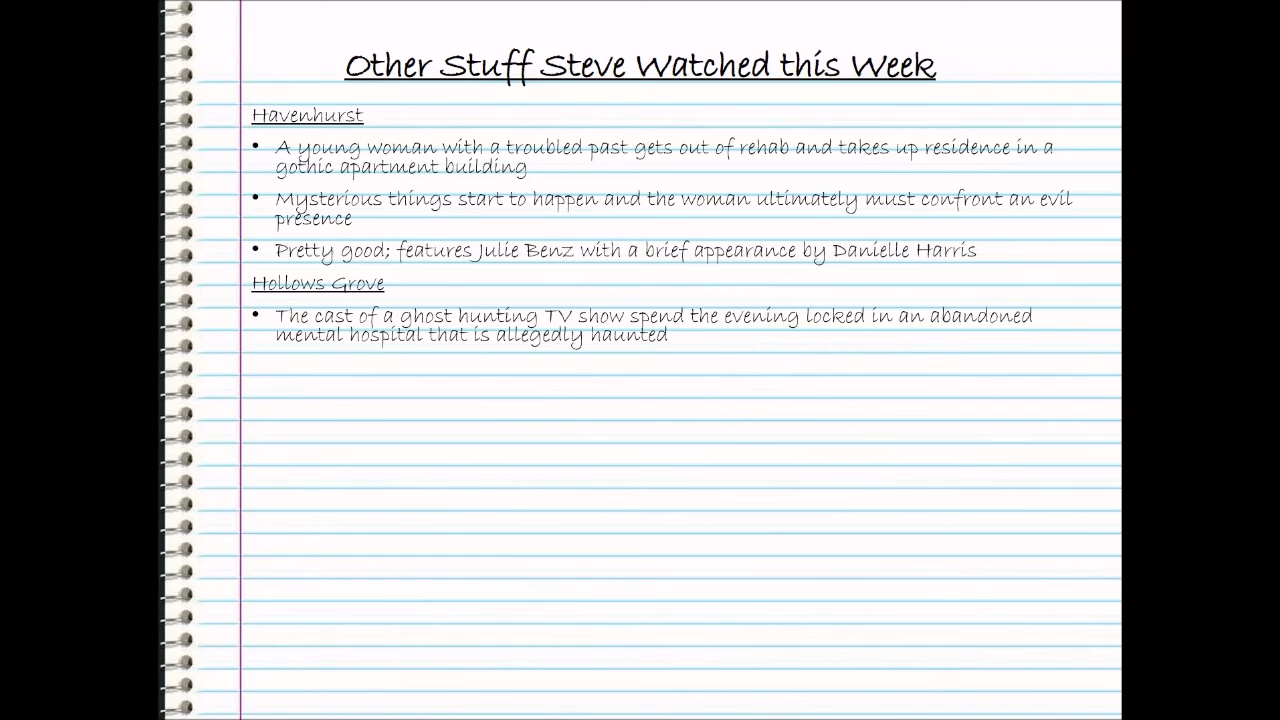 Other Stuff Steve Watched this Week
Havenhurst
• A young woman with a troubled past gets out of rehab and takes up residence in a
gothic apartment building
• Mysterious things start to happen and the woman ultimately must confront an evil
presence
• Pretty good; features Julie Benz with a brief appearance by Danielle Harris
Hollows Grove
• The cast of a ghost hunting TV show spend the evening locked in an abandoned
mental hospital that is allegedly haunted